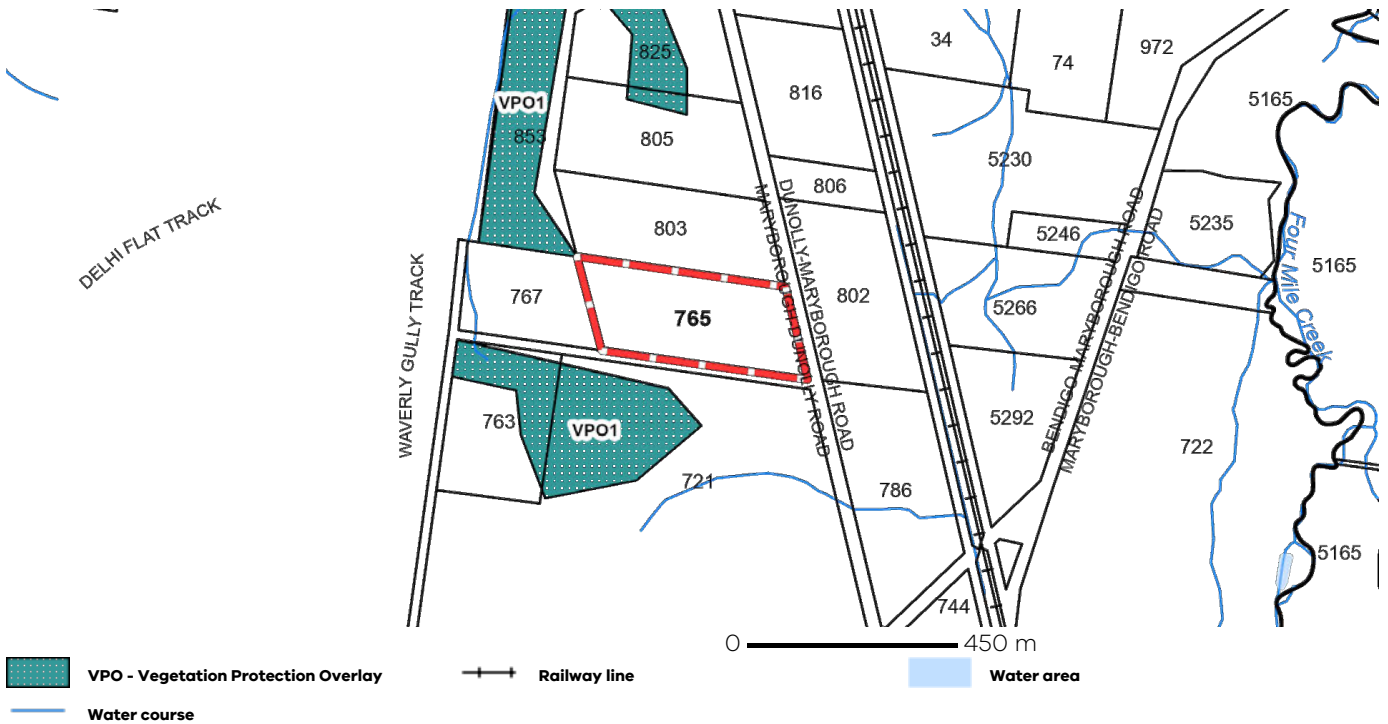 825
34
74
972
816
VPO1
853
805
5165
5230
806
803
DELHI FLAT TRACK
WAVERLY GULLY TRACK
767
765
MARYBOROUGH-DUNOLLY ROAD
DUNOLLY-MARYBOROUGH ROAD
802
5246
5235
5266
BENDIGO-MARYBOROUGH ROAD
MARYBOROUGH-BENDIGO ROAD
Four Mile Creek
5165
763
VPO1
721
786
5292
722
5165
744
0 450 m
VPO - Vegetation Protection Overlay
Railway line
Water area
Water course